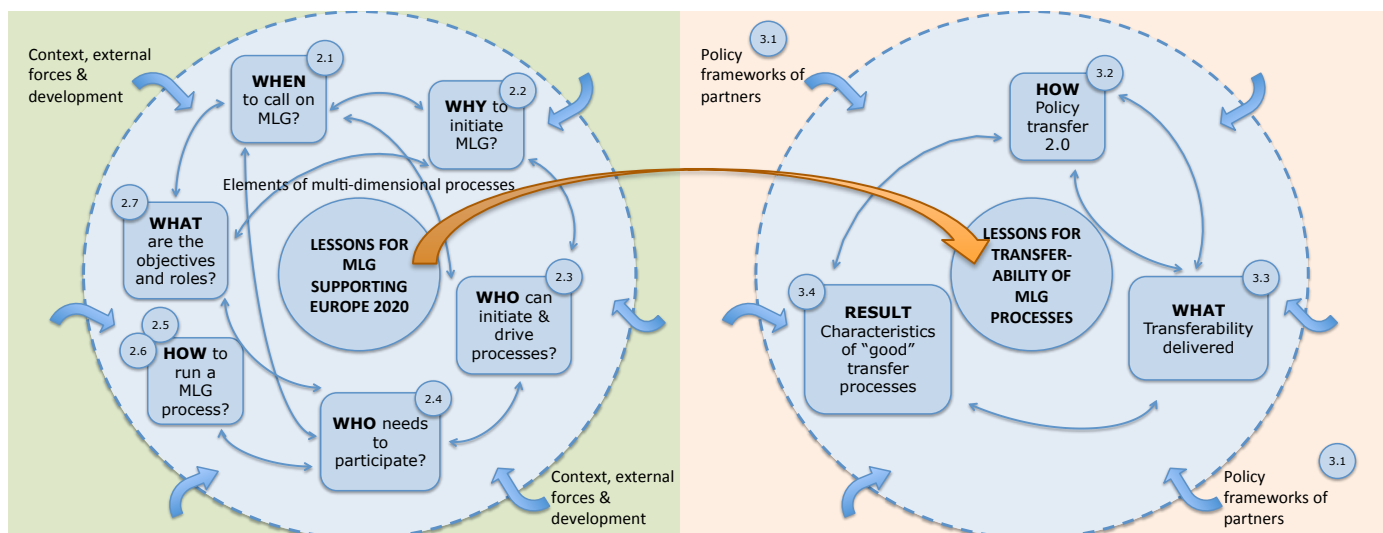 Context, external
forces &
development
2.1
WHEN
to call on
MLG?
2.2
WHY to
initiate
MLG?
Elements of multi-dimensional processes
2.7
WHAT
are the
objectives
and roles?
LESSONS FOR
MLG
SUPPORTING
EUROPE 2020
2.3
WHO can
initiate &
drive
processes?
2.5
2.6
HOW to
run a
MLG
process?
2.4
WHO needs
to
participate?
Context, external
forces &
development
3.1
Policy
frameworks of
partners
3.2
HOW
Policy
transfer
2.0
LESSONS FOR
TRANSFER-
ABILITY OF
MLG
PROCESSES
3.4
RESULT
Characteristics
of “good”
transfer
processes
3.3
WHAT
Transferability
delivered
3.1
Policy
frameworks of
partners